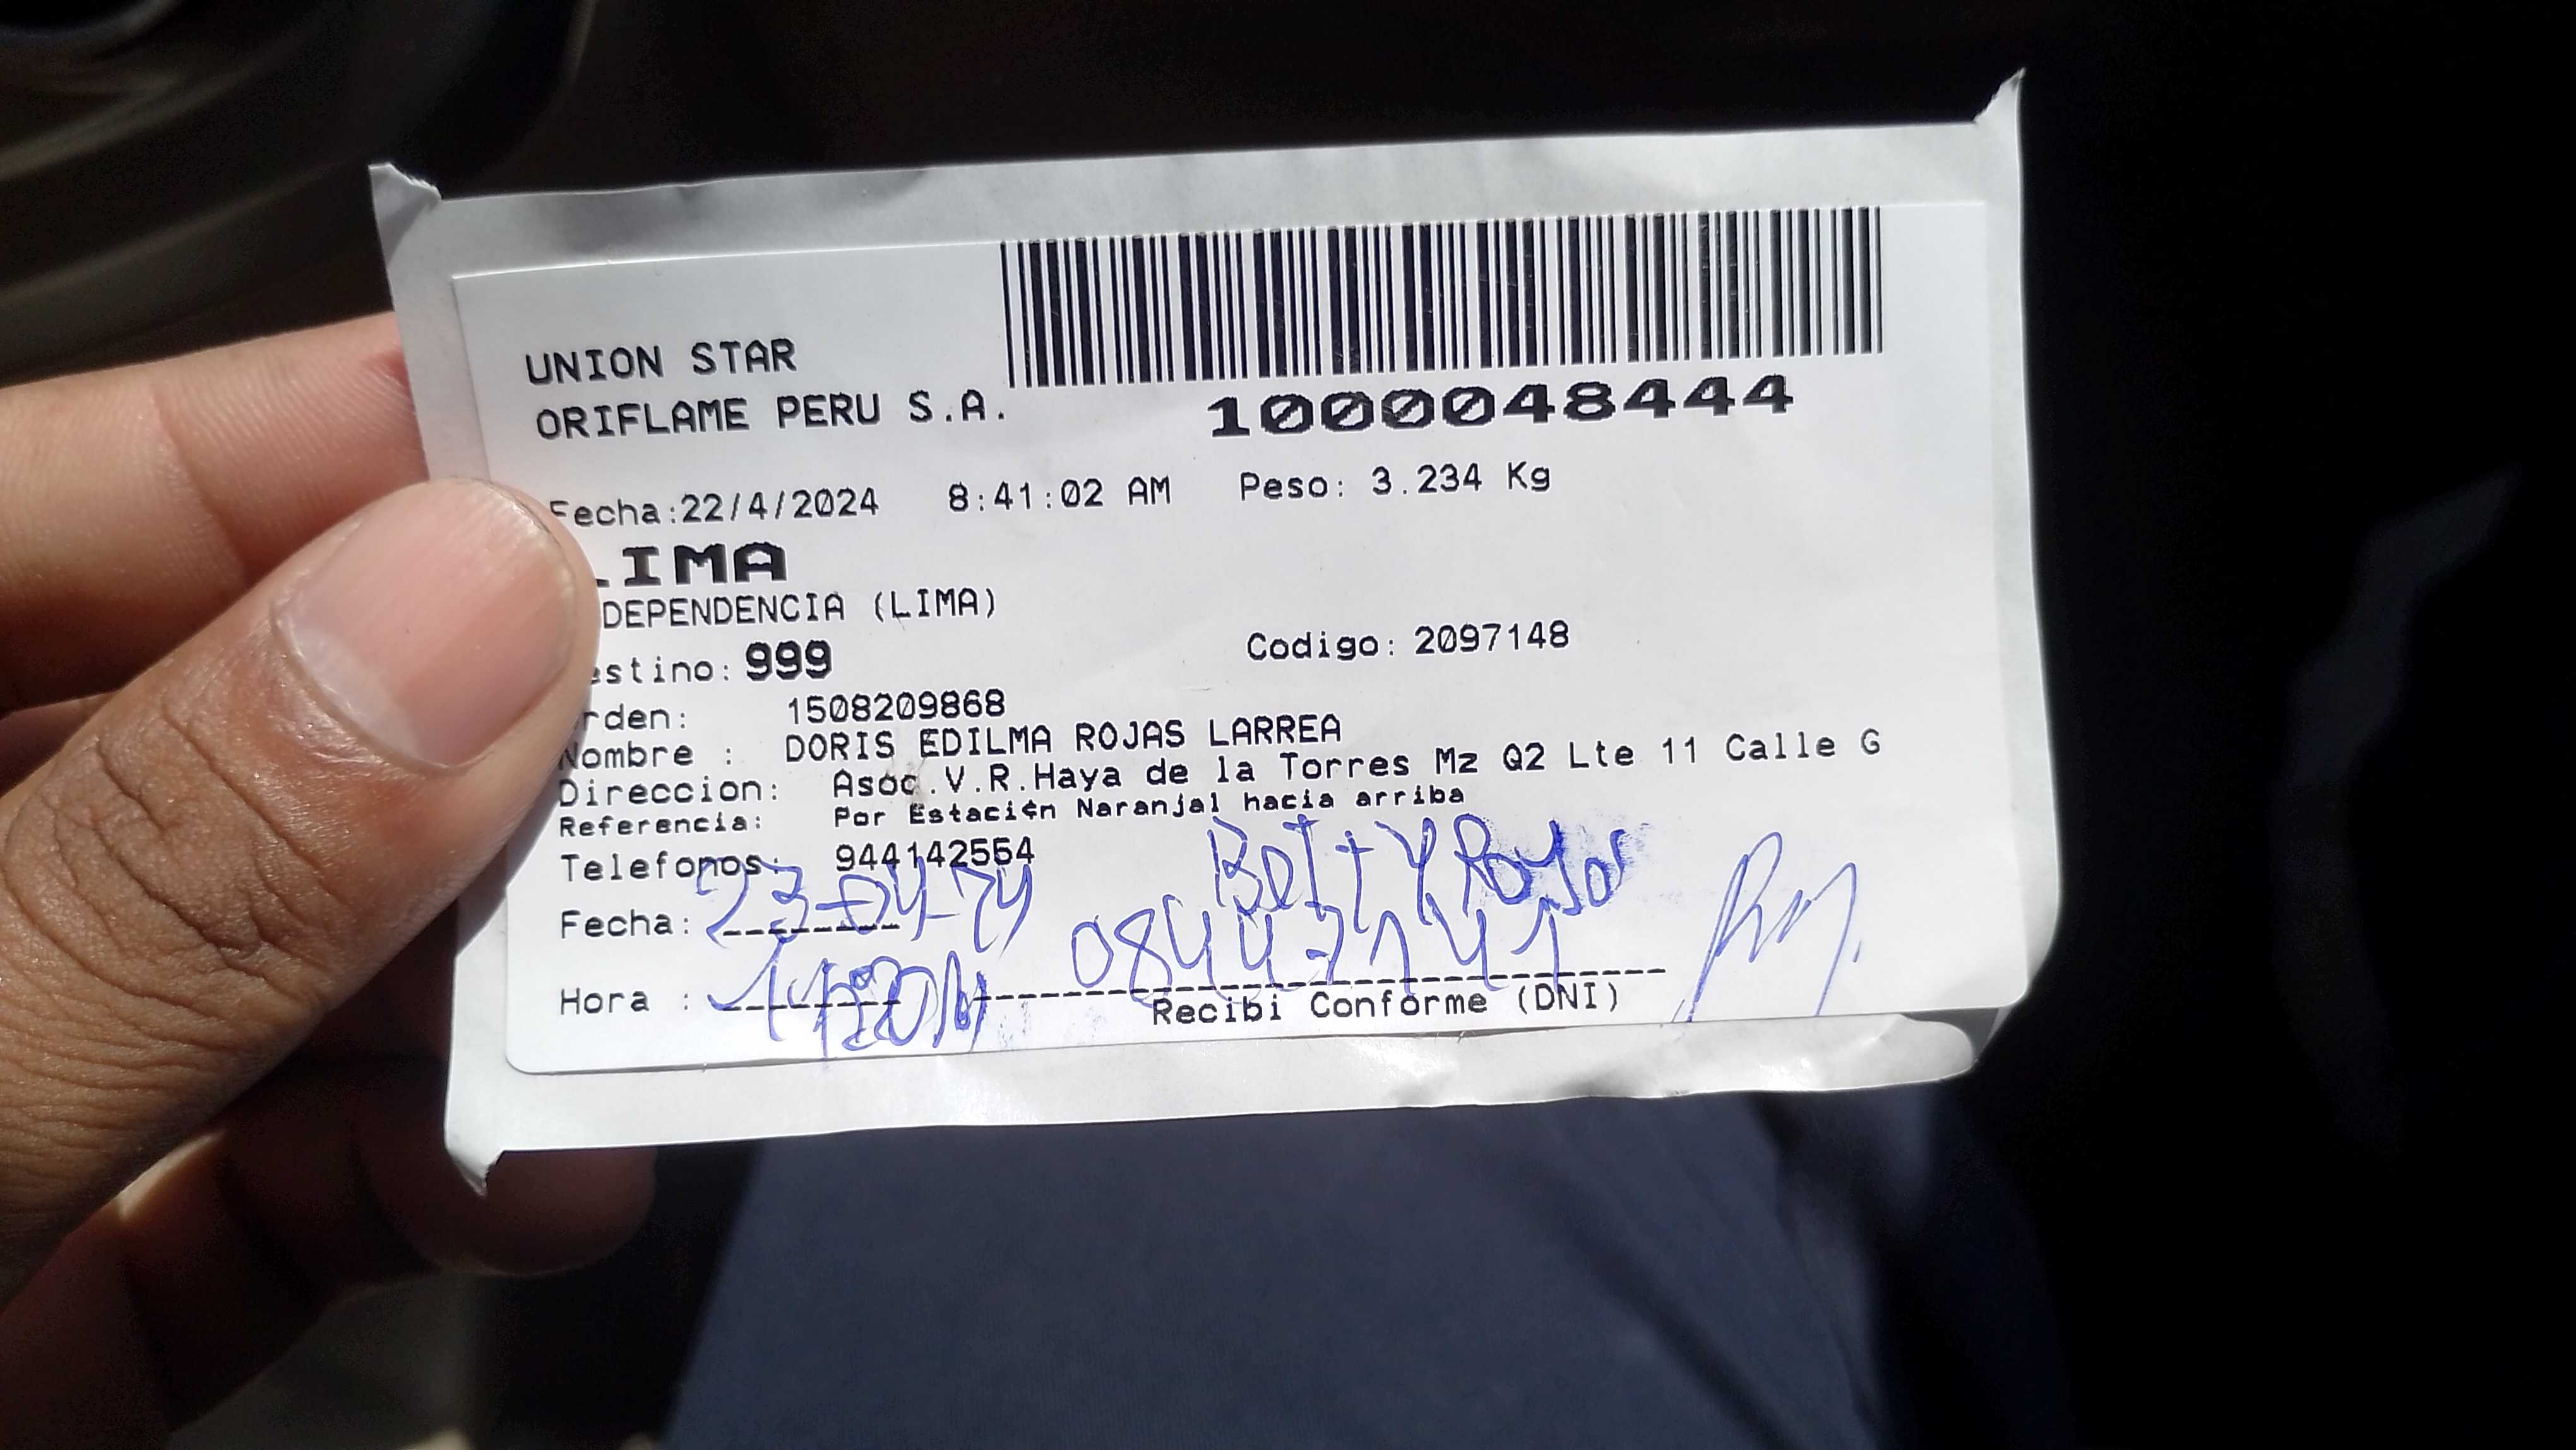 UNION STAR
ORIFLAME PERU S.A.
1000048444
Fecha:22/4/2024 8:41:02 AM Peso: 3.234 Kg
LIMA
DEPENDENCIA (LIMA)
estino: 999 Codigo: 2097148
rden: 1508209868
Nombre : DORIS EDILMA ROJAS LARREA
Direccion: Asoc.V.R.Haya de la Torres Mz Q2 Lte 11 Calle G
Referencia: Por Estaci¢n Naranjal hacia arriba
Telefonos: 944142554
Fecha: 23-04-24
Hora :
Recibi Conforme (DNI)